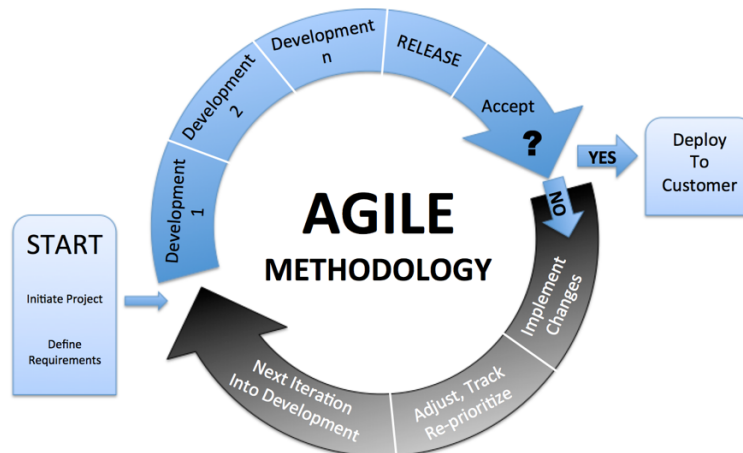 START
Initiate Project
Define
Requirements
Development
1
Development
2
Development
n
RELEASE
Accept
?
YES
Deploy
To
Customer
NO
Implement
Changes
Adjust, Track
Re-prioritize
Next Iteration
Into Development
AGILE
METHODOLOGY